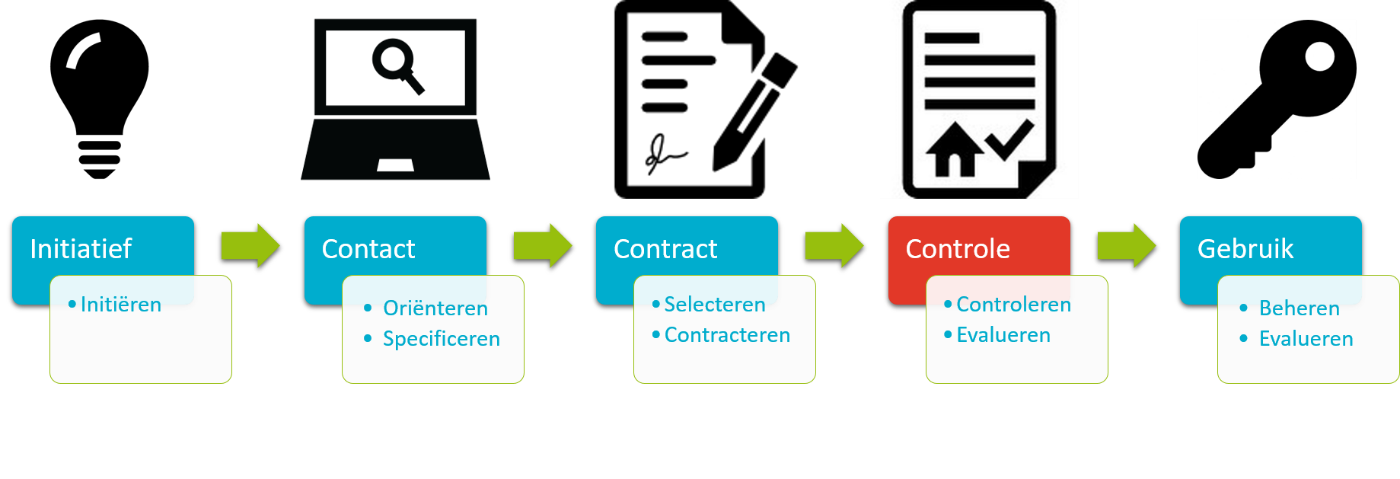 Initiatief
• Initiëren
Contact
• Oriënteren
• Specificeren
Contract
• Selecteren
• Contracteren
Controle
• Controleren
• Evalueren
Gebruik
• Beheren
• Evalueren